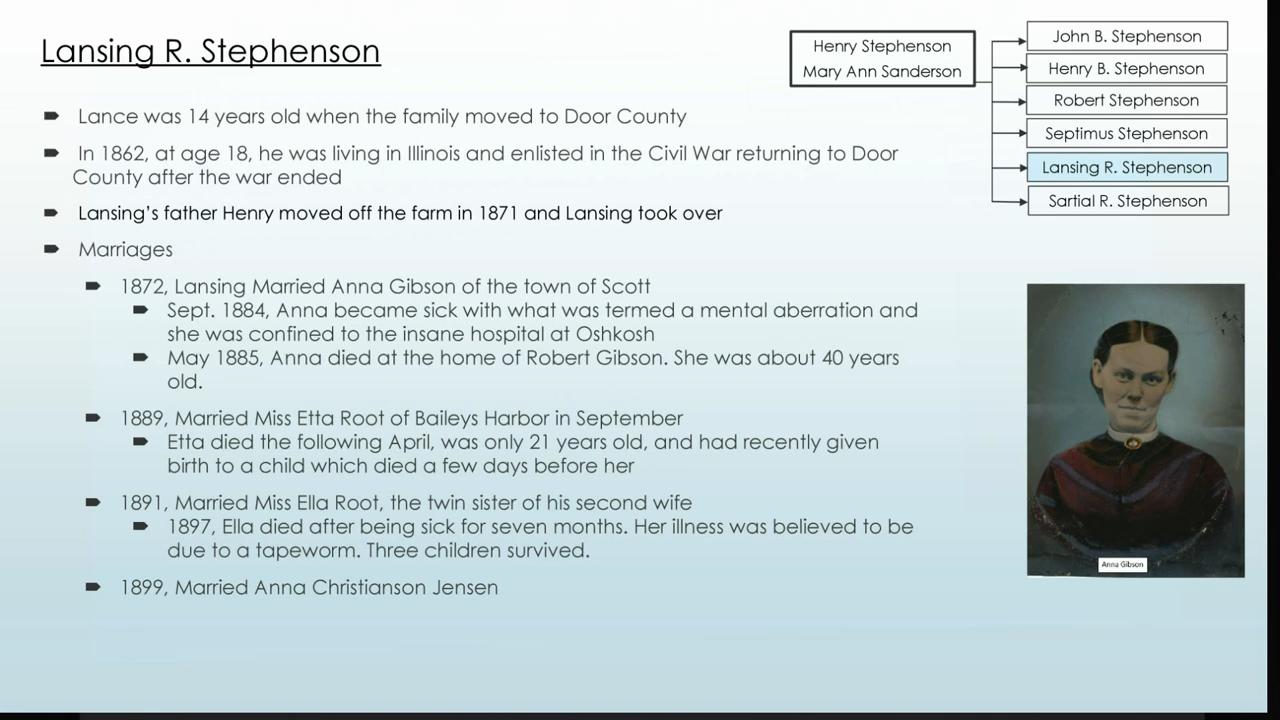 Lansing R. Stephenson
Henry Stephenson
Mary Ann Sanderson
John B. Stephenson
Henry B. Stephenson
Robert Stephenson
Septimus Stephenson
Lansing R. Stephenson
Sartial R. Stephenson
Lance was 14 years old when the family moved to Door County
In 1862, at age 18, he was living in Illinois and enlisted in the Civil War returning to Door
County after the war ended
Lansing’s father Henry moved off the farm in 1871 and Lansing took over
Marriages
1872, Lansing Married Anna Gibson of the town of Scott
Sept. 1884, Anna became sick with what was termed a mental aberration and
she was confined to the insane hospital at Oshkosh
May 1885, Anna died at the home of Robert Gibson. She was about 40 years
old.
1889, Married Miss Etta Root of Baileys Harbor in September
Etta died the following April, was only 21 years old, and had recently given
birth to a child which died a few days before her
1891, Married Miss Ella Root, the twin sister of his second wife
1897, Ella died after being sick for seven months. Her illness was believed to be
due to a tapeworm. Three children survived.
1899, Married Anna Christianson Jensen
Anna Gibson